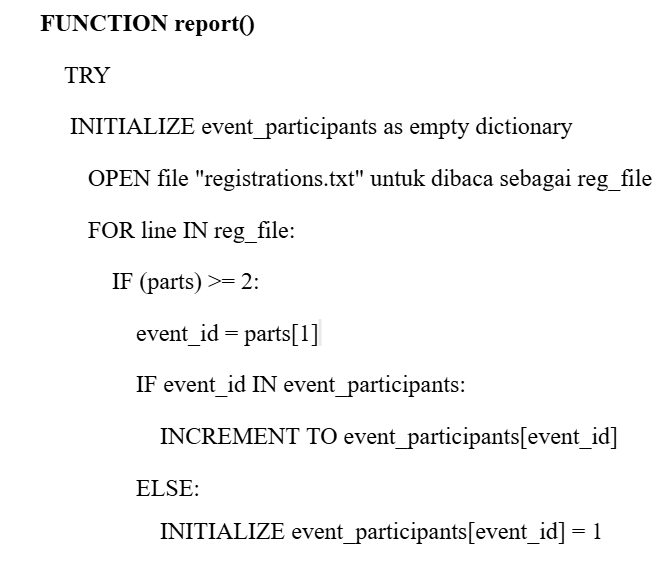 FUNCTION report()
TRY
INITIALIZE event_participants as empty dictionary
OPEN file "registrations.txt" untuk dibaca sebagai reg_file
FOR line IN reg_file:
IF (parts) >= 2:
event_id = parts[1]
IF event_id IN event_participants:
INCREMENT TO event_participants[event_id]
ELSE:
INITIALIZE event_participants[event_id] = 1